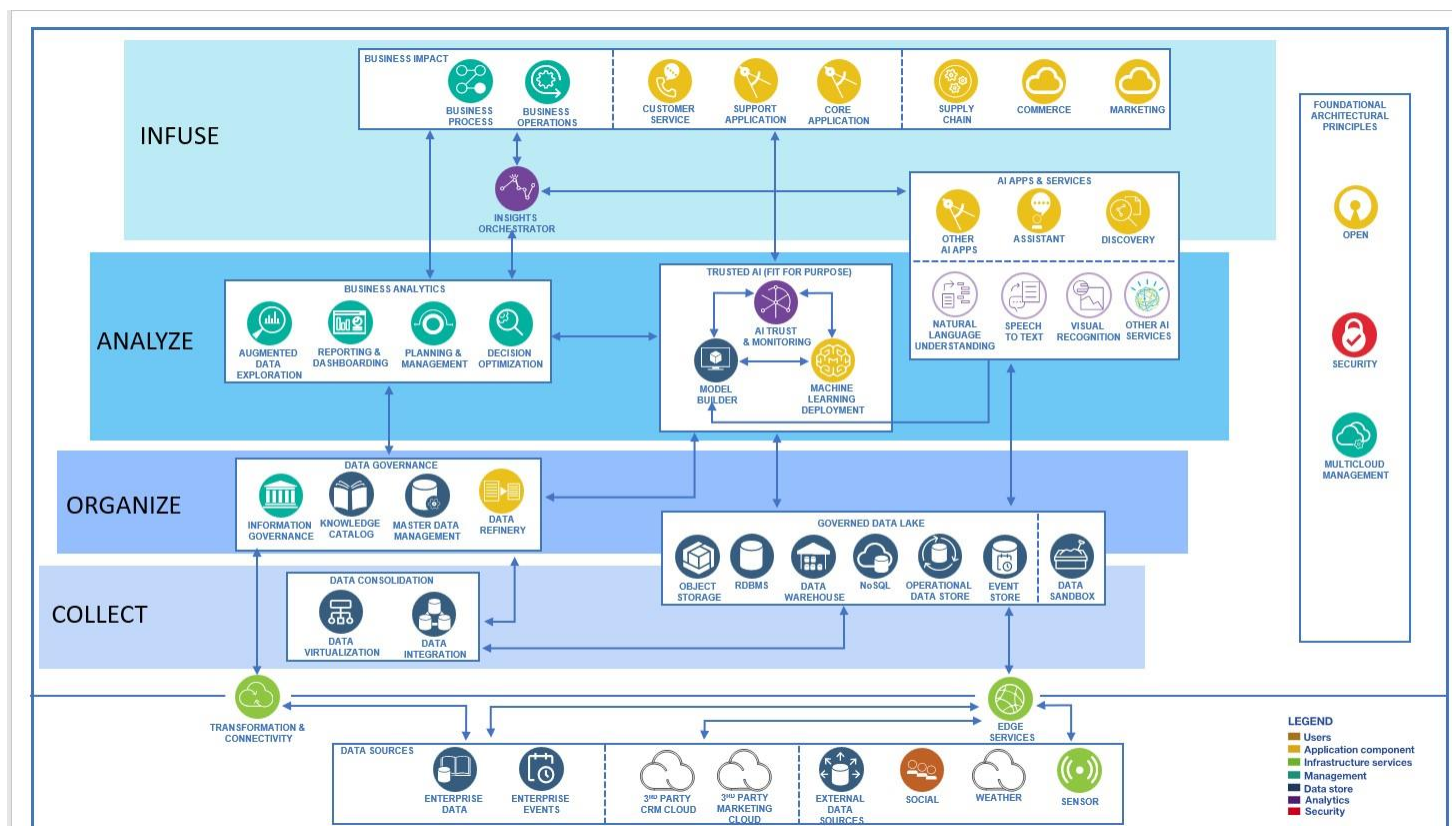 BUSINESS IMPACT
BUSINESS
PROCESS
BUSINESS
OPERATIONS
CUSTOMER
SERVICE
SUPPORT
APPLICATION
CORE
APPLICATION
SUPPLY
CHAIN
COMMERCE
MARKETING
INFUSE
INSIGHTS
ORCHESTRATOR
AI APPS & SERVICES
OTHER
AI APPS
ASSISTANT
DISCOVERY
NATURAL
LANGUAGE
UNDERSTANDING
SPEECH
TO TEXT
VISUAL
RECOGNITION
OTHER AI
SERVICES
ANALYZE
BUSINESS ANALYTICS
AUGMENTED
DATA
EXPLORATION
REPORTING &
DASHBOARDING
PLANNING &
MANAGEMENT
DECISION
OPTIMIZATION
TRUSTED AI (FIT FOR PURPOSE)
AI TRUST
& MONITORING
MODEL
BUILDER
MACHINE
LEARNING
DEPLOYMENT
ORGANIZE
DATA GOVERNANCE
INFORMATION
GOVERNANCE
KNOWLEDGE
CATALOG
MASTER DATA
MANAGEMENT
DATA
REFINERY
GOVERNED DATA LAKE
OBJECT
STORAGE
RDBMS
DATA
WAREHOUSE
NoSQL
OPERATIONAL
DATA STORE
EVENT
STORE
DATA
SANDBOX
COLLECT
DATA CONSOLIDATION
DATA
VIRTUALIZATION
DATA
INTEGRATION
TRANSFORMATION &
CONNECTIVITY
EDGE
SERVICES
DATA SOURCES
ENTERPRISE
DATA
ENTERPRISE
EVENTS
3RD PARTY
CRM CLOUD
3RD PARTY
MARKETING
CLOUD
EXTERNAL
DATA
SOURCES
SOCIAL
WEATHER
SENSOR
FOUNDATIONAL
ARCHITECTURAL
PRINCIPLES
OPEN
SECURITY
MULTICLOUD
MANAGEMENT
LEGEND
Users
Application component
Infrastructure services
Management
Data store
Analytics
Security